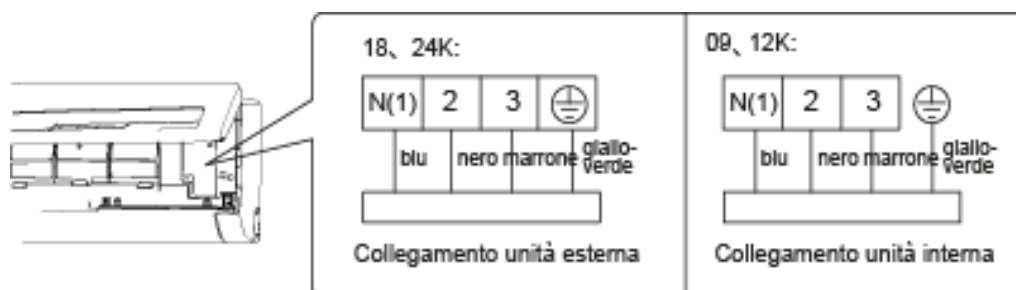 18、24K:
N(1) 2 3
blu nero marrone giallo-
verde
Collegamento unità esterna
09、12K:
N(1) 2 3
blu nero marrone giallo-
verde
Collegamento unità interna